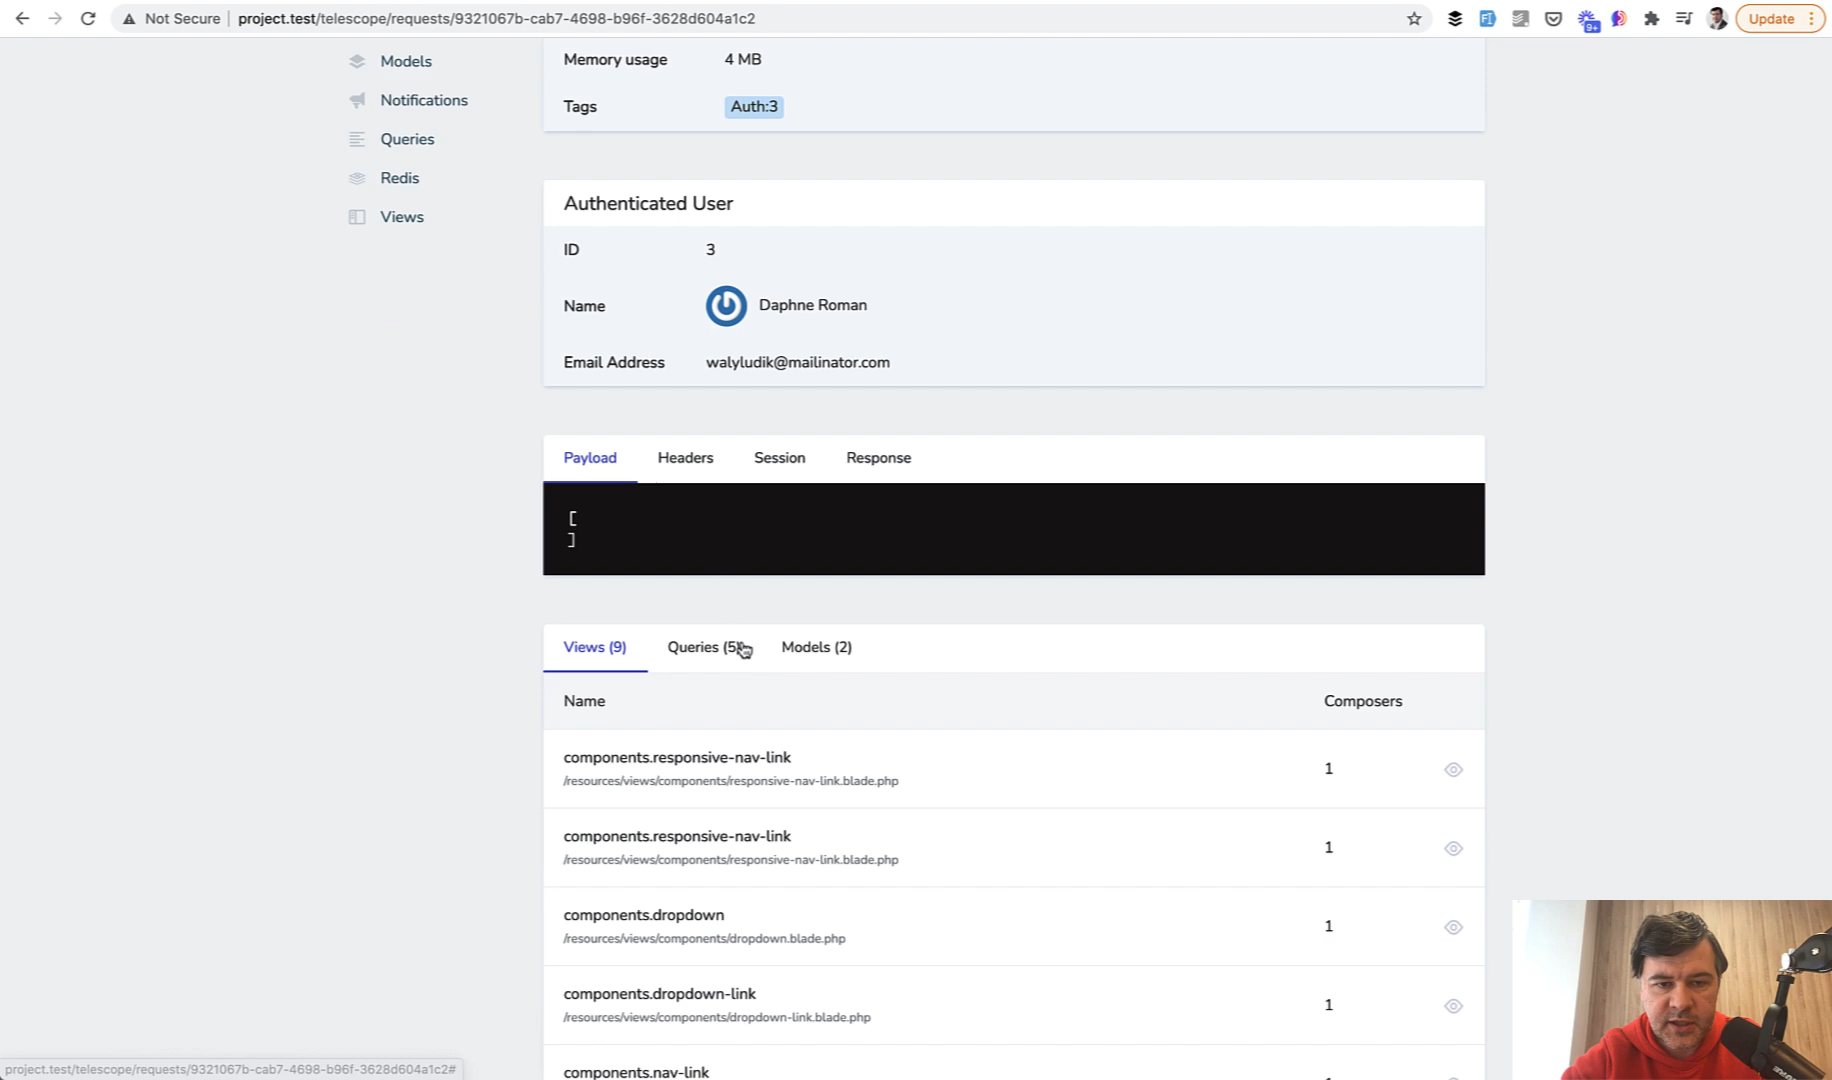 Not Secure
project.test/telescope/requests/9321067b-cab7-4698-b96f-3628d604a1c2
9+
Update
Models
Notifications
Queries
Redis
Views
Memory usage 4 MB
Tags Auth:3
Authenticated User
ID 3
Name Daphne Roman
Email Address walyludik@mailinator.com
Payload Headers Session Response
[
]
Views (9) Queries (5) Models (2)
Name Composers
components.responsive-nav-link
/resources/views/components/responsive-nav-link.blade.php
1
components.responsive-nav-link
/resources/views/components/responsive-nav-link.blade.php
1
components.dropdown
/resources/views/components/dropdown.blade.php
1
components.dropdown-link
/resources/views/components/dropdown-link.blade.php
1
components.nav-link
project.test/telescope/requests/9321067b-cab7-4698-b96f-3628d604a1c2#